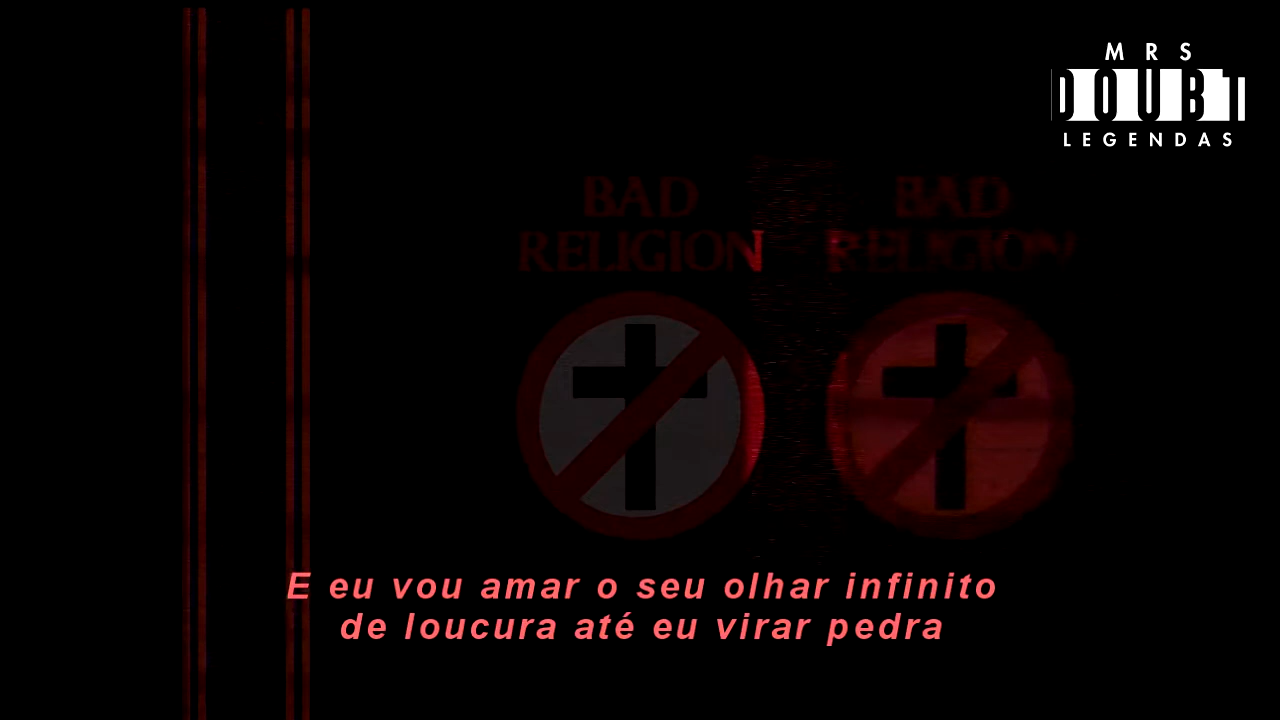 MRS
DOUBT
LEGENDAS
BAD
RELIGION
BAD
RELIGION
E eu vou amar o seu olhar infinito
de loucura até eu virar pedra